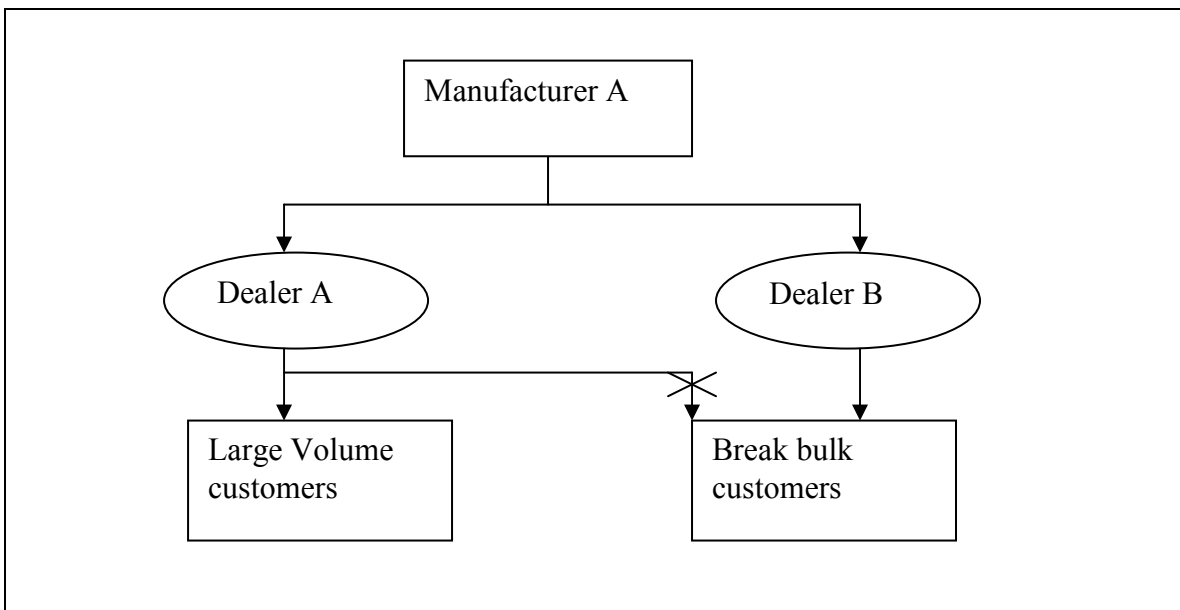 Manufacturer A
Dealer A
Dealer B
Large Volume
customers
Break bulk
customers